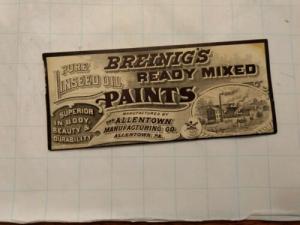 PURE
LINSEED OIL
BREINIG'S
READY MIXED
PAINTS
SUPERIOR
IN BODY,
BEAUTY &
DURABILITY
MANUFACTURED BY
THE ALLENTOWN
MANUFACTURING CO.
ALLENTOWN, PA.